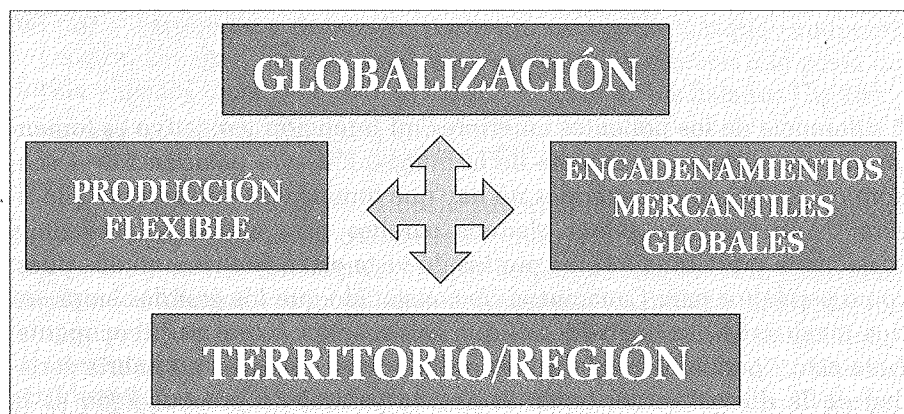 GLOBALIZACIÓN
PRODUCCIÓN
FLEXIBLE
ENCADENAMIENTOS
MERCANTILES
GLOBALES
TERRITORIO/REGIÓN